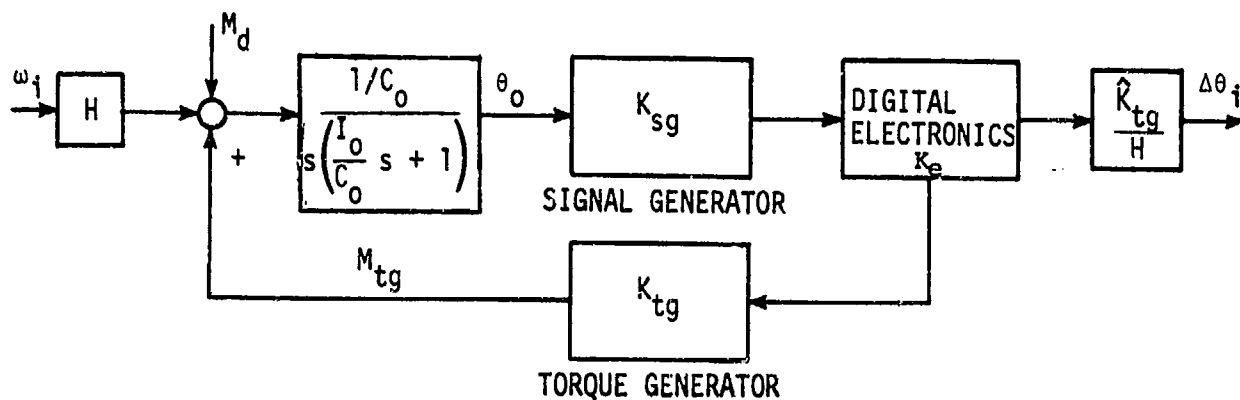 M_d
ω_i
H
+
1/C_o
s(I_o/C_o s + 1)
θ_o
K_sg
SIGNAL GENERATOR
DIGITAL
ELECTRONICS
K_e
K̂_tg
H
Δθ_i
M_tg
K_tg
TORQUE GENERATOR